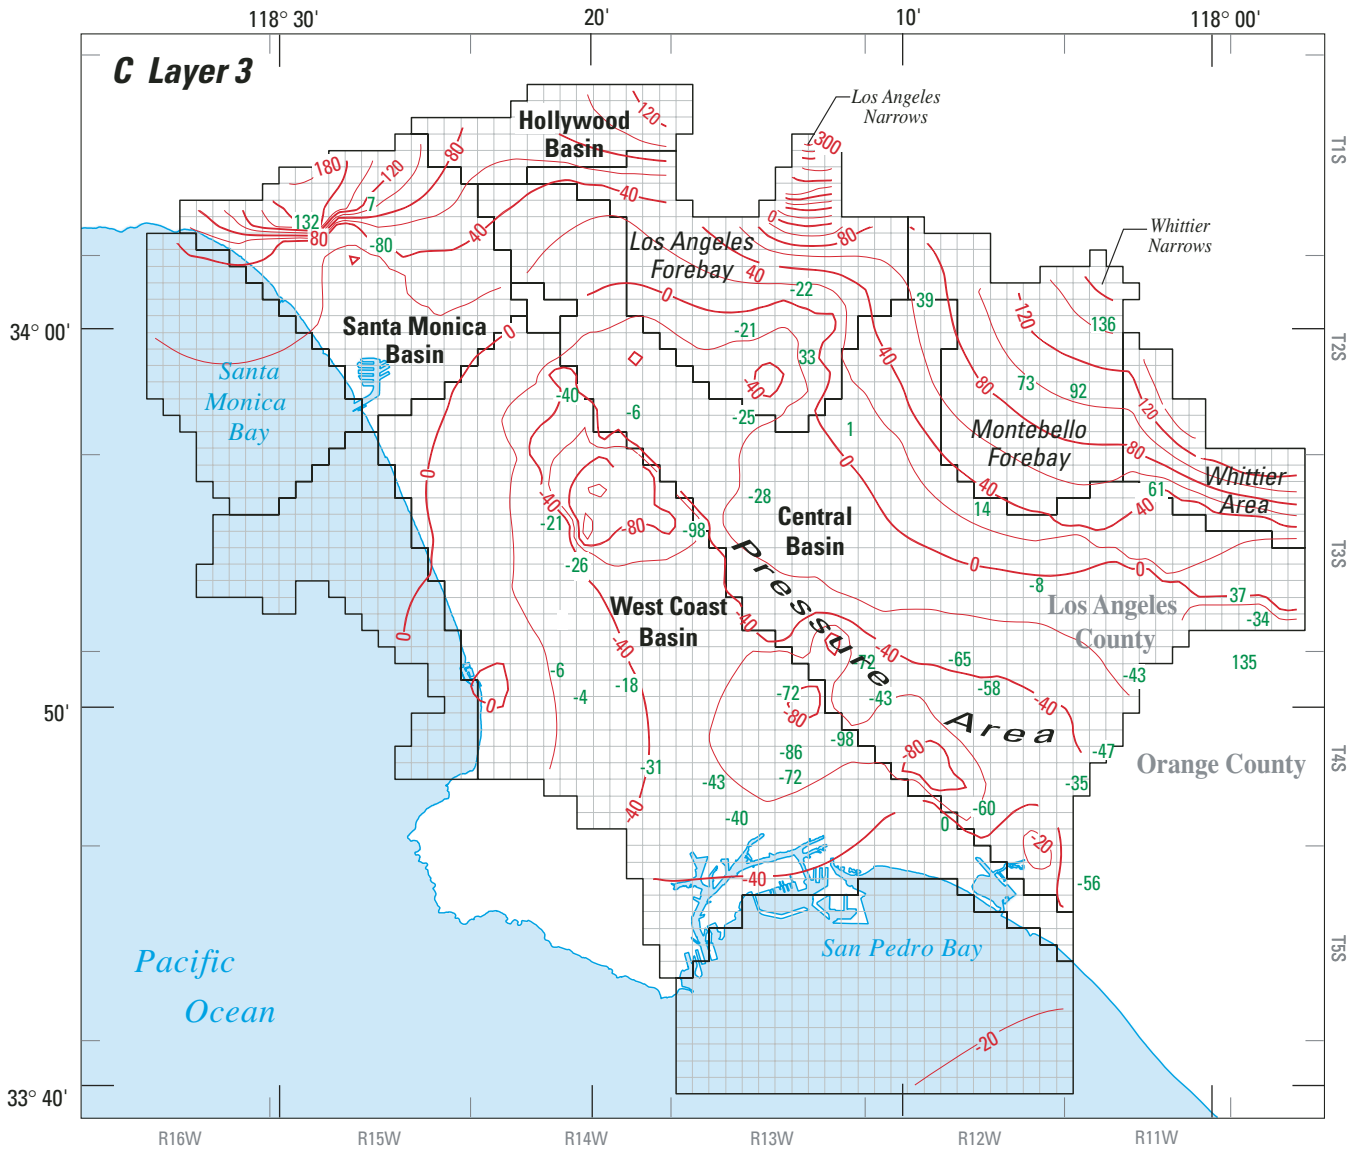 118° 30'
20'
10'
118° 00'
C Layer 3
Los Angeles
Narrows
300
120
Hollywood
Basin
T1S
180
120
80
7
40
132
80
-80
40
0
80
Whittier
Narrows
Los Angeles
Forebay
40
-22
39
120
136
0
-21
34° 00'
Santa Monica
Basin
0
33
40
T2S
Santa
Monica
Bay
-40
-40
73
92
80
120
-6
-25
1
Montebello
Forebay
80
0
0
Whittier
Area
61
40
-40
-28
14
40
-21
-80
-98
Central
Basin
T3S
-26
0
0
-8
37
Pressure
West Coast
Basin
Los Angeles
County
-34
-40
0
-40
-40
-65
72
135
-6
-18
-43
-4
-72
-43
-58
0
-80
-40
50'
Area
-98
-86
-80
-47
T4S
Orange County
-31
-43
-72
-35
-40
-40
-60
0
-20
-40
-56
San Pedro Bay
T5S
Pacific
Ocean
-20
33° 40'
R16W
R15W
R14W
R13W
R12W
R11W